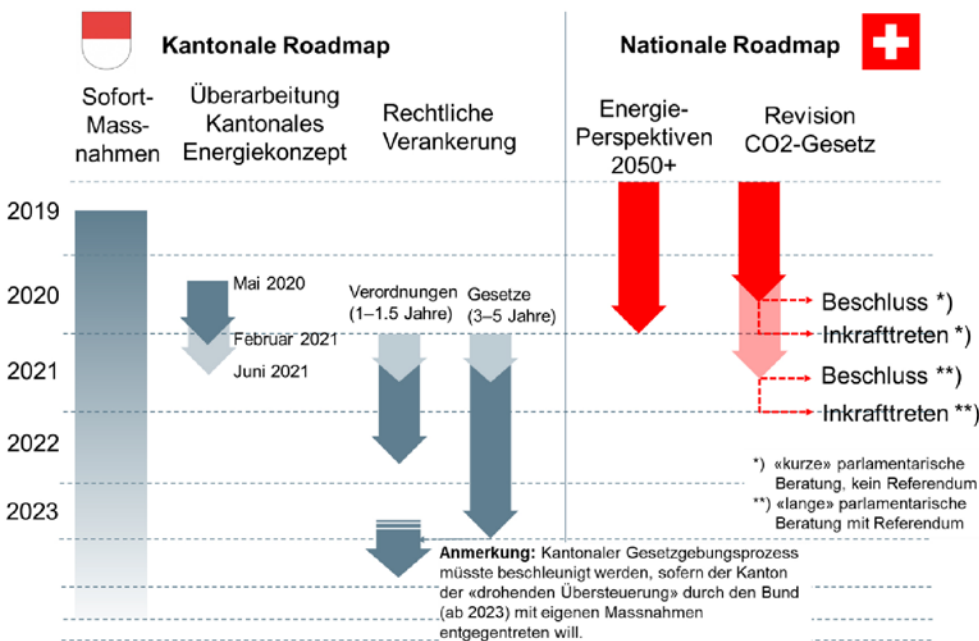 Kantonale Roadmap
Nationale Roadmap
Sofort-
Mass-
nahmen
Überarbeitung
Kantonales
Energiekonzept
Rechtliche
Verankerung
Energie-
Perspektiven
2050+
Revision
CO2-Gesetz
2019
2020
2021
2022
2023
Mai 2020
Februar 2021
Juni 2021
Verordnungen
(1–1.5 Jahre)
Gesetze
(3–5 Jahre)
Beschluss *)
Inkrafttreten *)
Beschluss **)
Inkrafttreten **)
*) «kurze» parlamentarische
Beratung, kein Referendum
**) «lange» parlamentarische
Beratung mit Referendum
Anmerkung: Kantonaler Gesetzgebungsprozess
müsste beschleunigt werden, sofern der Kanton
der «drohenden Übersteuerung» durch den Bund
(ab 2023) mit eigenen Massnahmen
entgegentreten will.